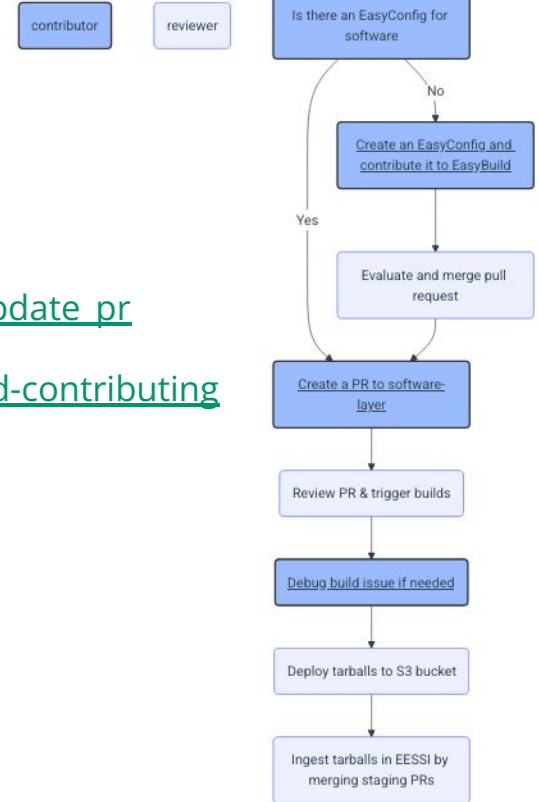 contributor
reviewer
Is there an EasyConfig for
software
No
Create an EasyConfig and
contribute it to EasyBuild
Yes
Evaluate and merge pull
request
pdate_pr
d-contributing
Create a PR to software-
layer
Review PR & trigger builds
Debug build issue if needed
Deploy tarballs to S3 bucket
Ingest tarballs in EESSI by
merging staging PRs